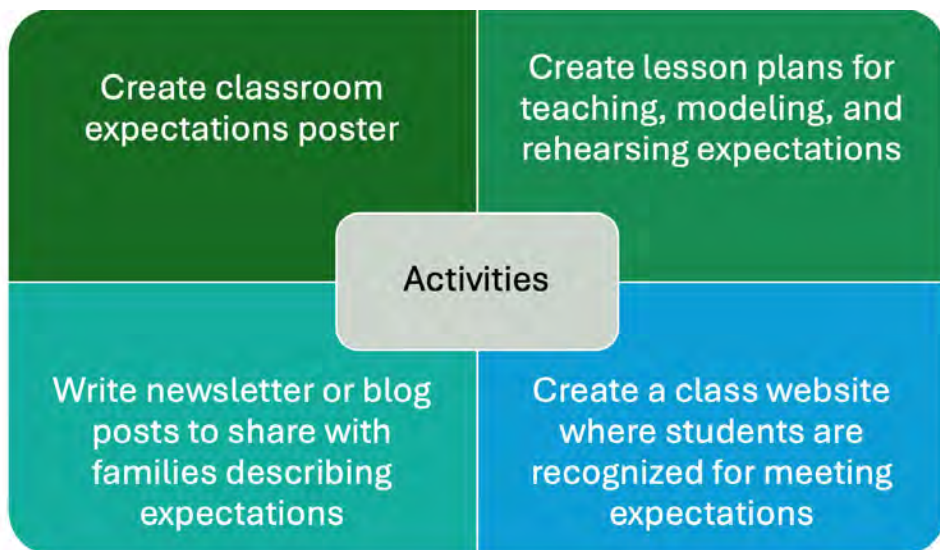 Create classroom
expectations poster
Create lesson plans for
teaching, modeling, and
rehearsing expectations
Activities
Write newsletter or blog
posts to share with
families describing
expectations
Create a class website
where students are
recognized for meeting
expectations